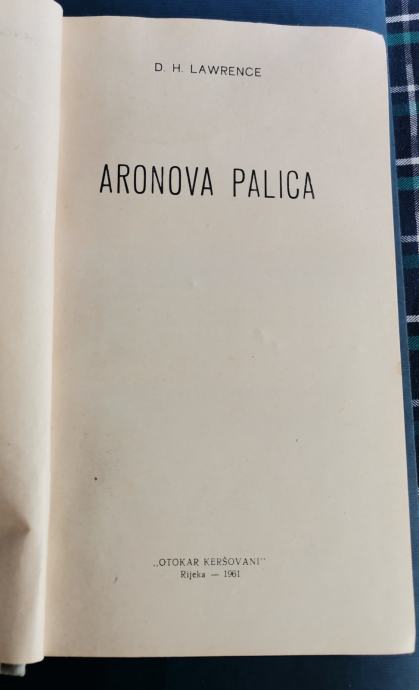 D. H. LAWRENCE
ARONOVA PALICA
„OTOKAR KERŠOVANI"
Rijeka — 1961